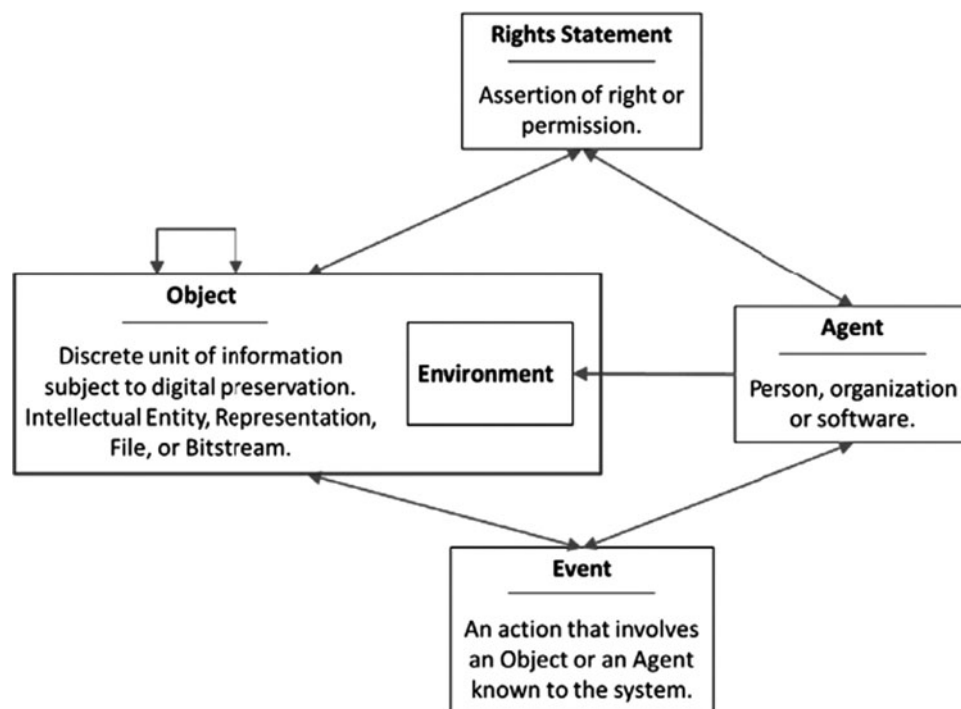 Rights Statement
Assertion of right or
permission.
Object
Discrete unit of information
subject to digital preservation.
Intellectual Entity, Representation,
File, or Bitstream.
Environment
Agent
Person, organization
or software.
Event
An action that involves
an Object or an Agent
known to the system.